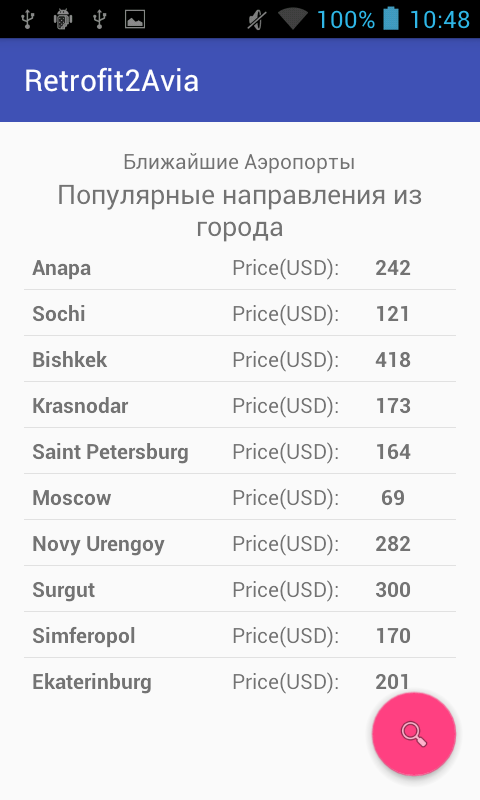 100% 10:48
Retrofit2Avia
Ближайшие Аэропорты
Популярные направления из
города
Anapa Price(USD): 242
Sochi Price(USD): 121
Bishkek Price(USD): 418
Krasnodar Price(USD): 173
Saint Petersburg Price(USD): 164
Moscow Price(USD): 69
Novy Urengoy Price(USD): 282
Surgut Price(USD): 300
Simferopol Price(USD): 170
Ekaterinburg Price(USD): 201